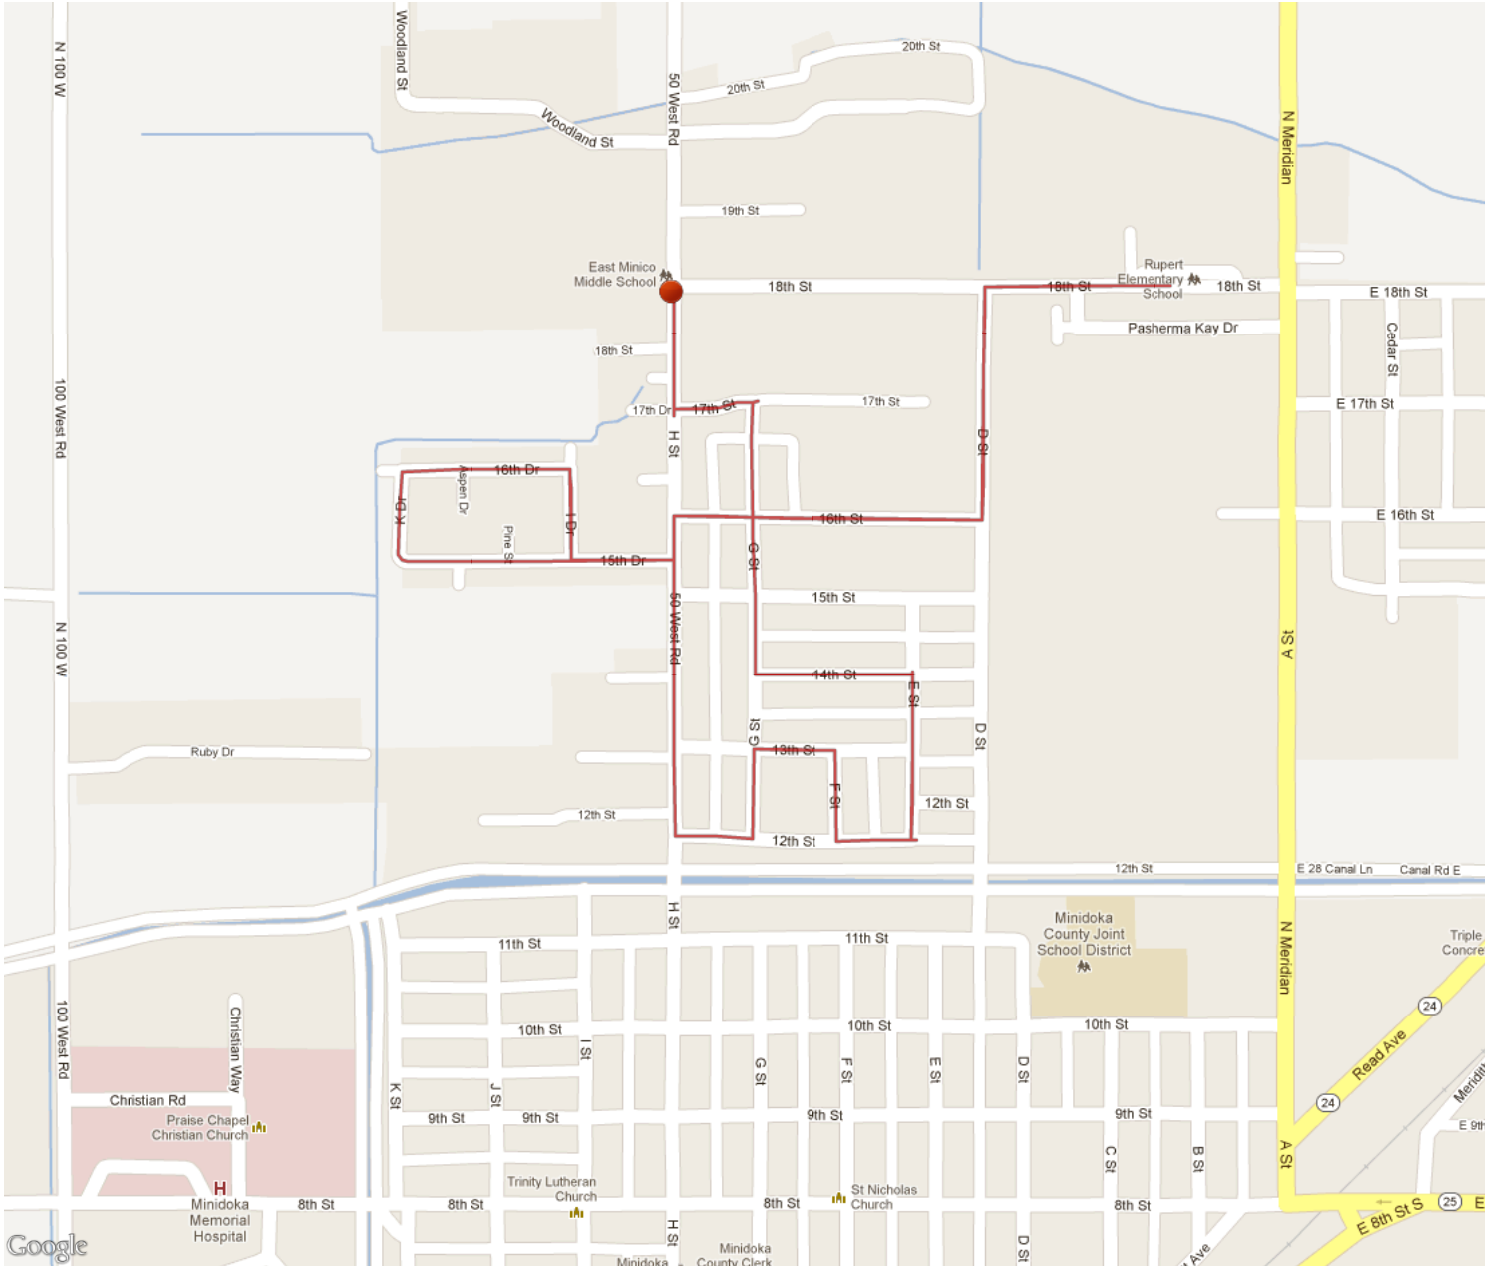 N 100 W
Woodland St
50 West Rd
20th St
20th St
Woodland St
N Meridian
19th St
East Minico
Middle School
18th St
Rupert
Elementary
School
18th St
18th St
E 18th St
Pasherma Kay Dr
Cedar St
18th St
100 West Rd
17th Dr
17th St
17th St
E 17th St
H St
D St
16th Dr
Aspen Dr
K Dr
I Dr
Pine St
16th St
E 16th St
15th Dr
G St
15th St
50 West Rd
N 100 W
A St
14th St
E St
G St
D St
13th St
Ruby Dr
F St
12th St
12th St
12th St
12th St
E 28 Canal Ln
Canal Rd E
H St
11th St
11th St
Minidoka
County Joint
School District
N Meridian
Triple
Concre
24
Read Ave
100 West Rd
Christian Way
10th St
10th St
10th St
I St
G St
F St
E St
D St
K St
J St
Christian Rd
9th St
9th St
9th St
9th St
24
Meridith
E 9th
Praise Chapel
Christian Church
C St
B St
A St
H
Minidoka
Memorial
Hospital
8th St
8th St
Trinity Lutheran
Church
8th St
St Nicholas
Church
8th St
25
E
E 8th St S
H St
D St
Ave
Google
Minidoka
Minidoka
County Clerk